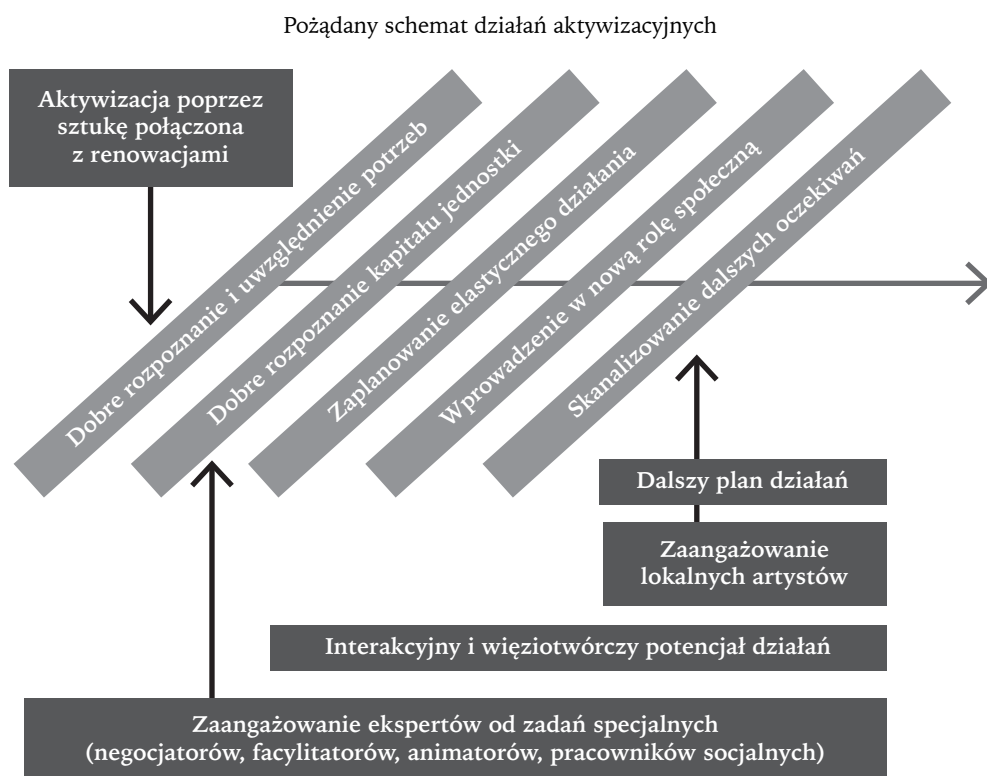 Pożądany schemat działań aktywizacyjnych
Aktywizacja poprzez
sztukę połączona
z renowacjami
Dobre rozpoznanie i uwzględnienie potrzeb
Dobre rozpoznanie kapitału jednostki
Zaplanowanie elastycznego działania
Wprowadzenie w nową rolę społeczną
Skanalizowanie dalszych oczekiwań
Dalszy plan działań
Zaangażowanie
lokalnych artystów
Interakcyjny i więziotwórczy potencjał działań
Zaangażowanie ekspertów od zadań specjalnych
(negocjatorów, facylitatorów, animatorów, pracowników socjalnych)